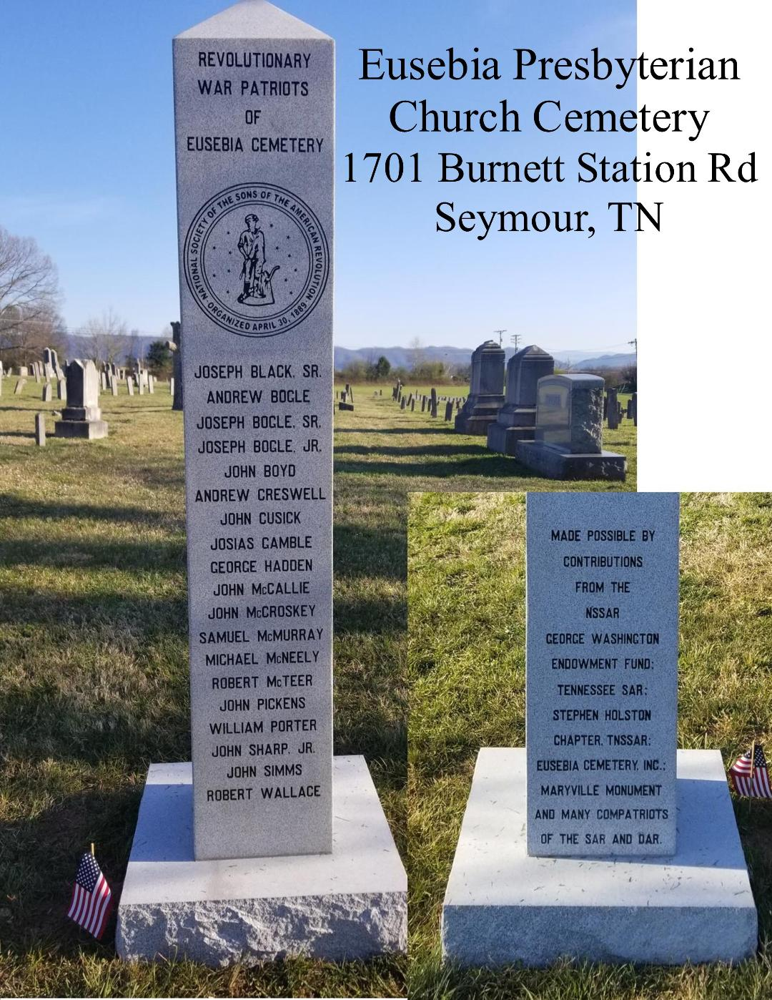 Eusebia Presbyterian
Church Cemetery
1701 Burnett Station Rd
Seymour, TN
REVOLUTIONARY
WAR PATRIOTS
OF
EUSEBIA CEMETERY
NATIONAL SOCIETY OF THE SONS OF THE AMERICAN REVOLUTION
ORGANIZED APRIL 30, 1889
JOSEPH BLACK, SR.
ANDREW BOGLE
JOSEPH BOGLE, SR.
JOSEPH BOGLE, JR.
JOHN BOYD
ANDREW CRESWELL
JOHN CUSICK
JOSIAS GAMBLE
GEORGE HADDEN
JOHN McCALLIE
JOHN McCROSKEY
SAMUEL McMURRAY
MICHAEL McNEELY
ROBERT McTEER
JOHN PICKENS
WILLIAM PORTER
JOHN SHARP, JR.
JOHN SIMMS
ROBERT WALLACE
MADE POSSIBLE BY
CONTRIBUTIONS
FROM THE
NSSAR
GEORGE WASHINGTON
ENDOWMENT FUND;
TENNESSEE SAR;
STEPHEN HOLSTON
CHAPTER, TNSSAR;
EUSEBIA CEMETERY, INC.;
MARYVILLE MONUMENT
AND MANY COMPATRIOTS
OF THE SAR AND DAR.